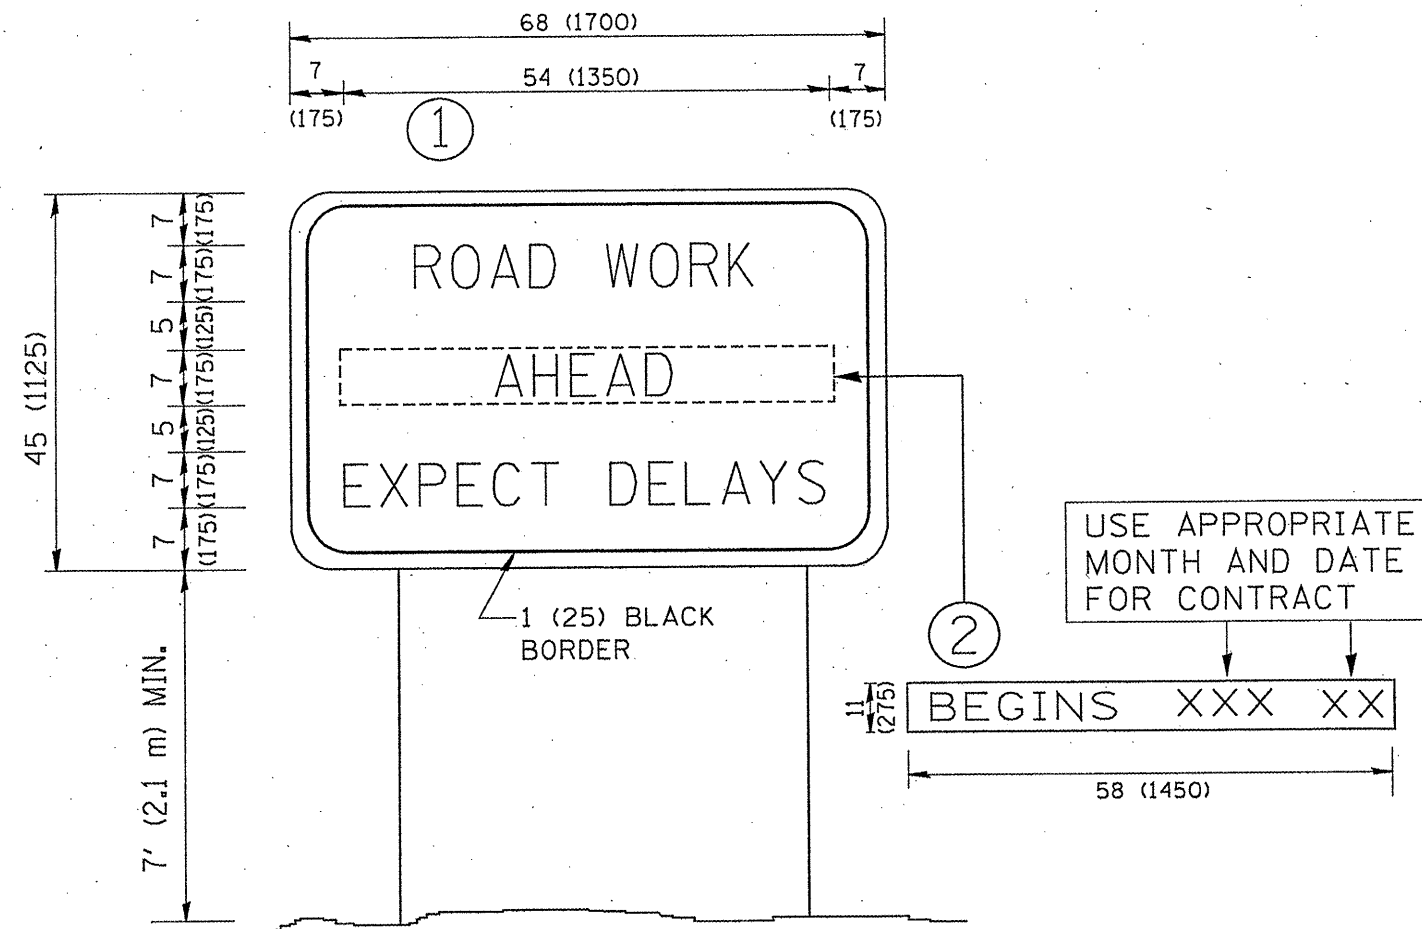 68 (1700)
7
54 (1350)
7
(175)
(175)
1
45 (1125)
7 (175)
7 (175)
5 (125)
7 (175)
5 (125)
7 (175)
7 (175)
ROAD WORK
AHEAD
EXPECT DELAYS
1 (25) BLACK
BORDER
7' (2.1 m) MIN.
2
USE APPROPRIATE
MONTH AND DATE
FOR CONTRACT
11
(275)
BEGINS XXX XX
58 (1450)